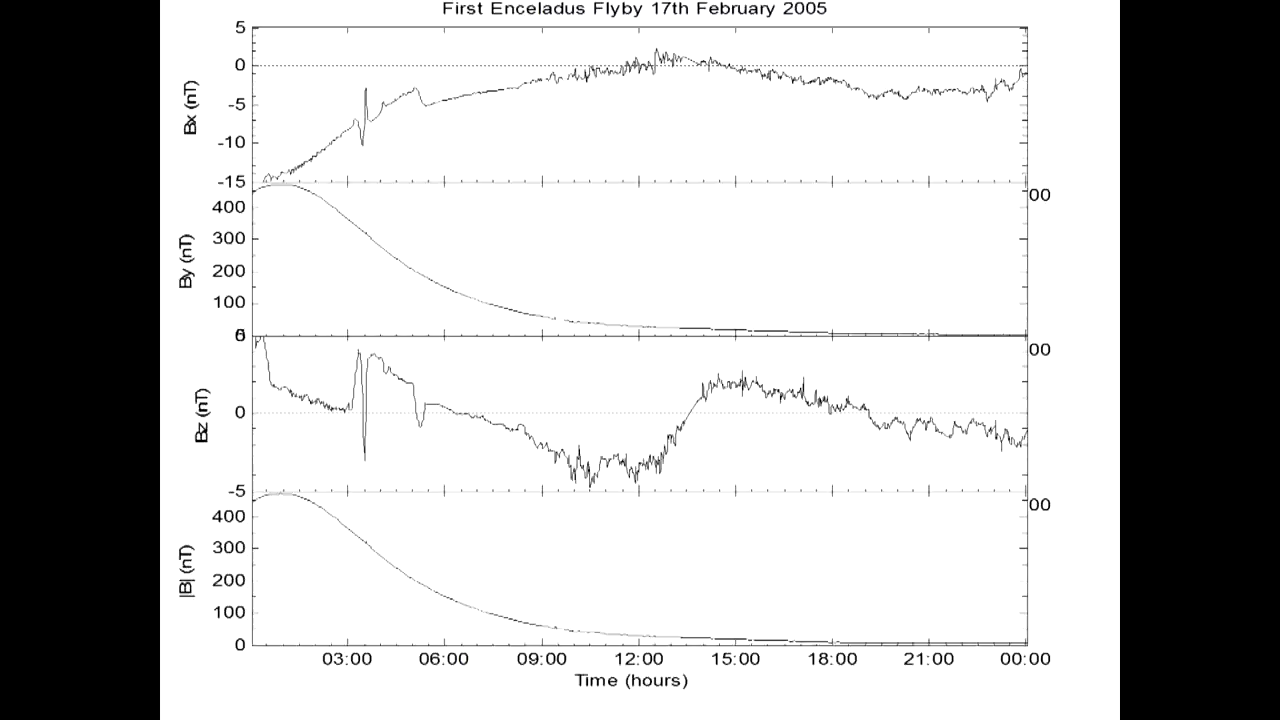 First Enceladus Flyby 17th February 2005
5
0
-5
-10
-15
Bx (nT)
00
400
300
200
100
By (nT)
00
0
-5
Bz (nT)
00
400
300
200
100
0
|B| (nT)
03:00 06:00 09:00 12:00 15:00 18:00 21:00 00:00
Time (hours)